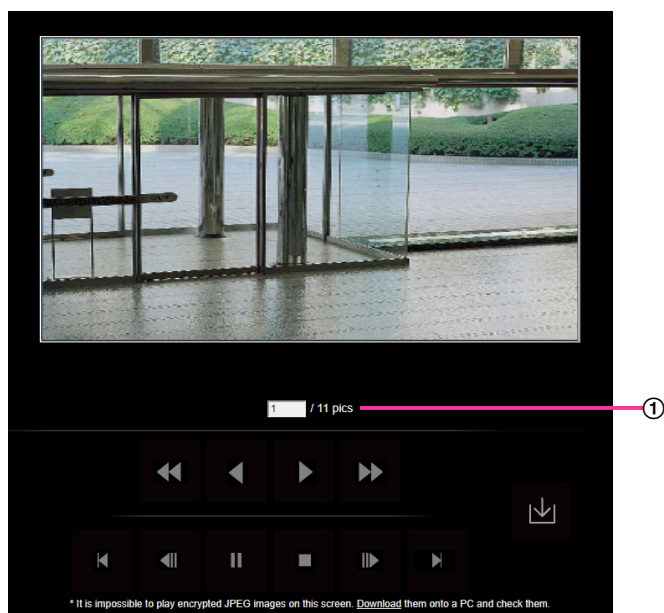 1 / 11 pics
①
* It is impossible to play encrypted JPEG images on this screen. Download them onto a PC and check them.